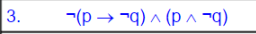 3. ¬(p → ¬q) ∧ (p ∧ ¬q)